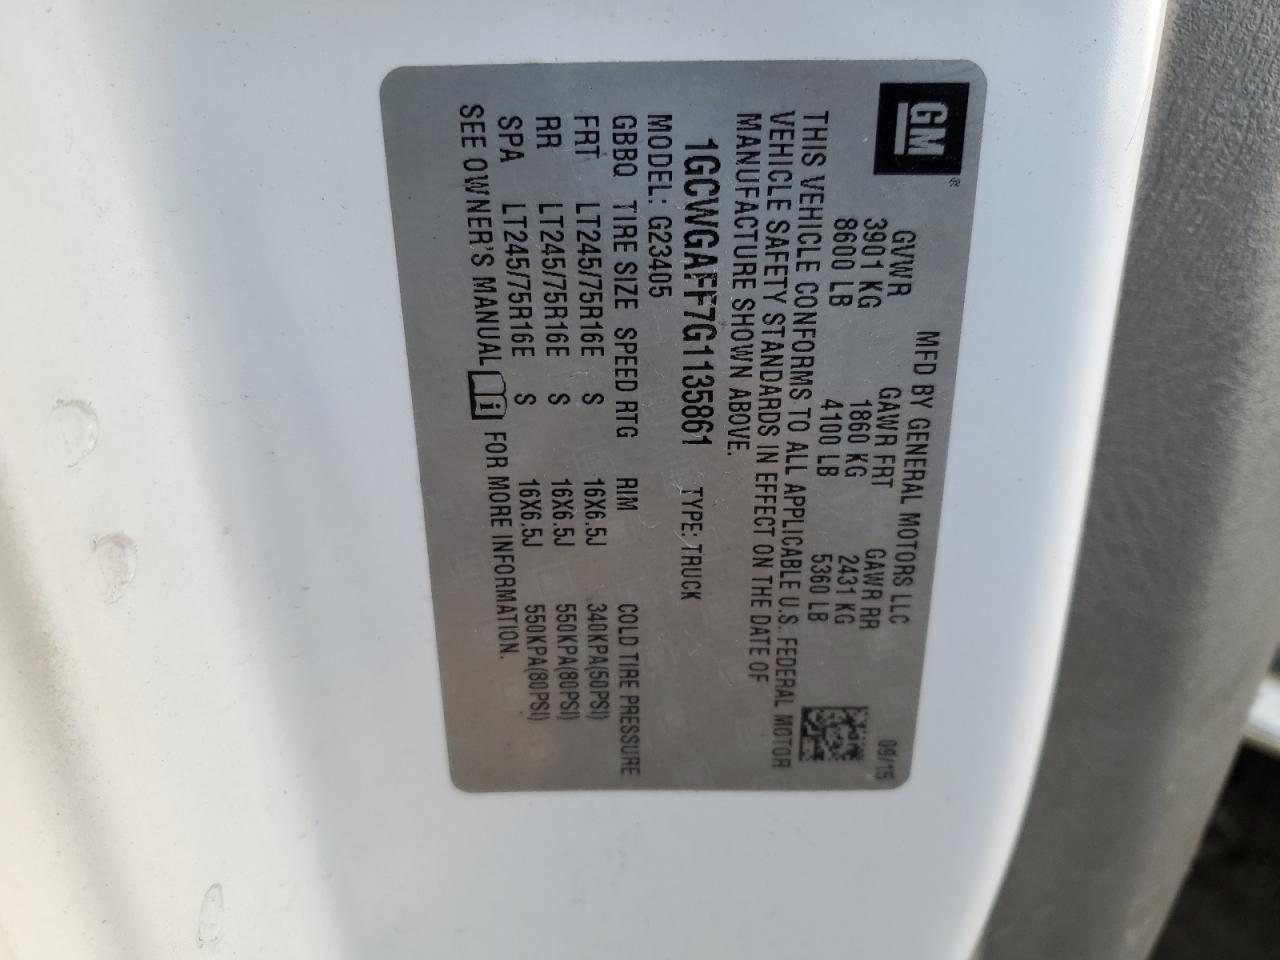 GM®
MFD BY GENERAL MOTORS LLC 09/15
GVWR GAWR FRT GAWR RR
3901 KG 1860 KG 2431 KG
8600 LB 4100 LB 5360 LB
THIS VEHICLE CONFORMS TO ALL APPLICABLE U.S. FEDERAL MOTOR
VEHICLE SAFETY STANDARDS IN EFFECT ON THE DATE OF
MANUFACTURE SHOWN ABOVE.
1GCWGAFF7G1135861 TYPE: TRUCK
MODEL: G23405
GBBQ TIRE SIZE SPEED RTG RIM COLD TIRE PRESSURE
FRT LT245/75R16E S 16X6.5J 340KPA(50PSI)
RR LT245/75R16E S 16X6.5J 550KPA(80PSI)
SPA LT245/75R16E S 16X6.5J 550KPA(80PSI)
SEE OWNER'S MANUAL i FOR MORE INFORMATION.